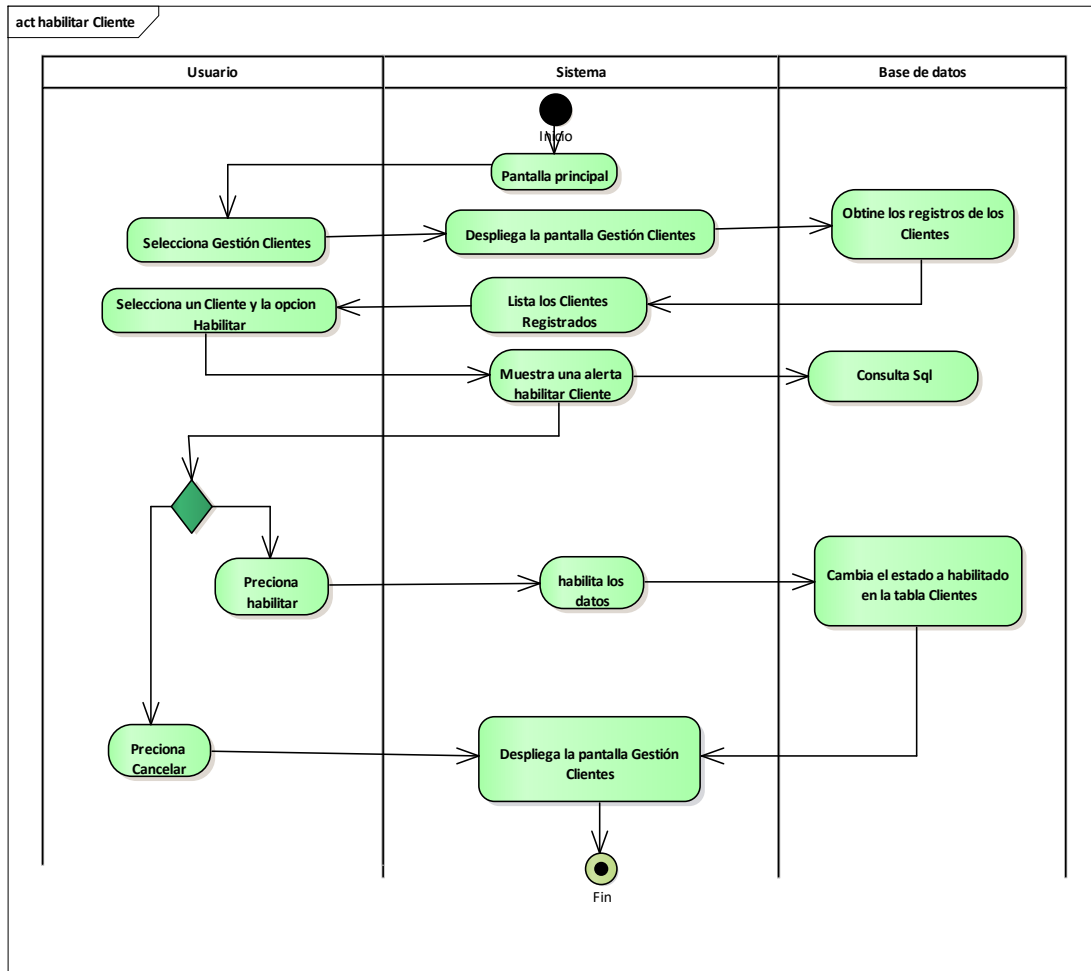 act habilitar Cliente
Usuario
Sistema
Base de datos
Inicio
Pantalla principal
Selecciona Gestión Clientes
Despliega la pantalla Gestión Clientes
Obtine los registros de los
Clientes
Selecciona un Cliente y la opcion
Habilitar
Lista los Clientes
Registrados
Muestra una alerta
habilitar Cliente
Consulta Sql
Preciona
habilitar
habilita los
datos
Cambia el estado a habilitado
en la tabla Clientes
Preciona
Cancelar
Despliega la pantalla Gestión
Clientes
Fin